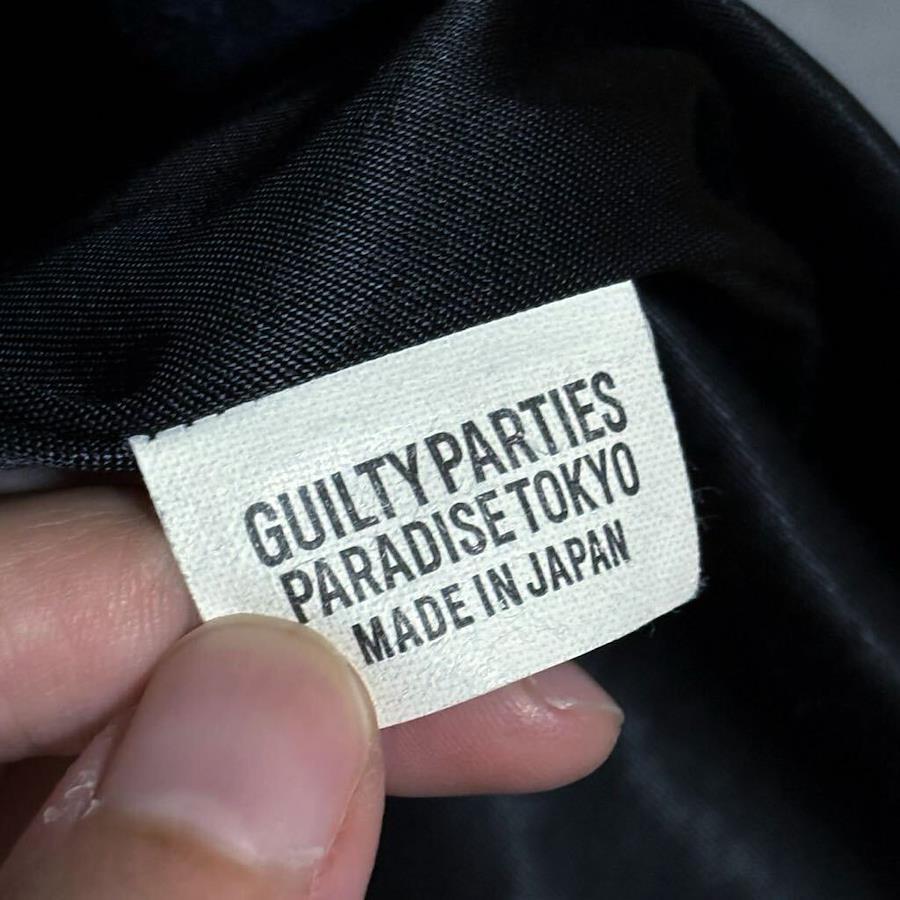 GUILTY PARTIES
PARADISE TOKYO
MADE IN JAPAN